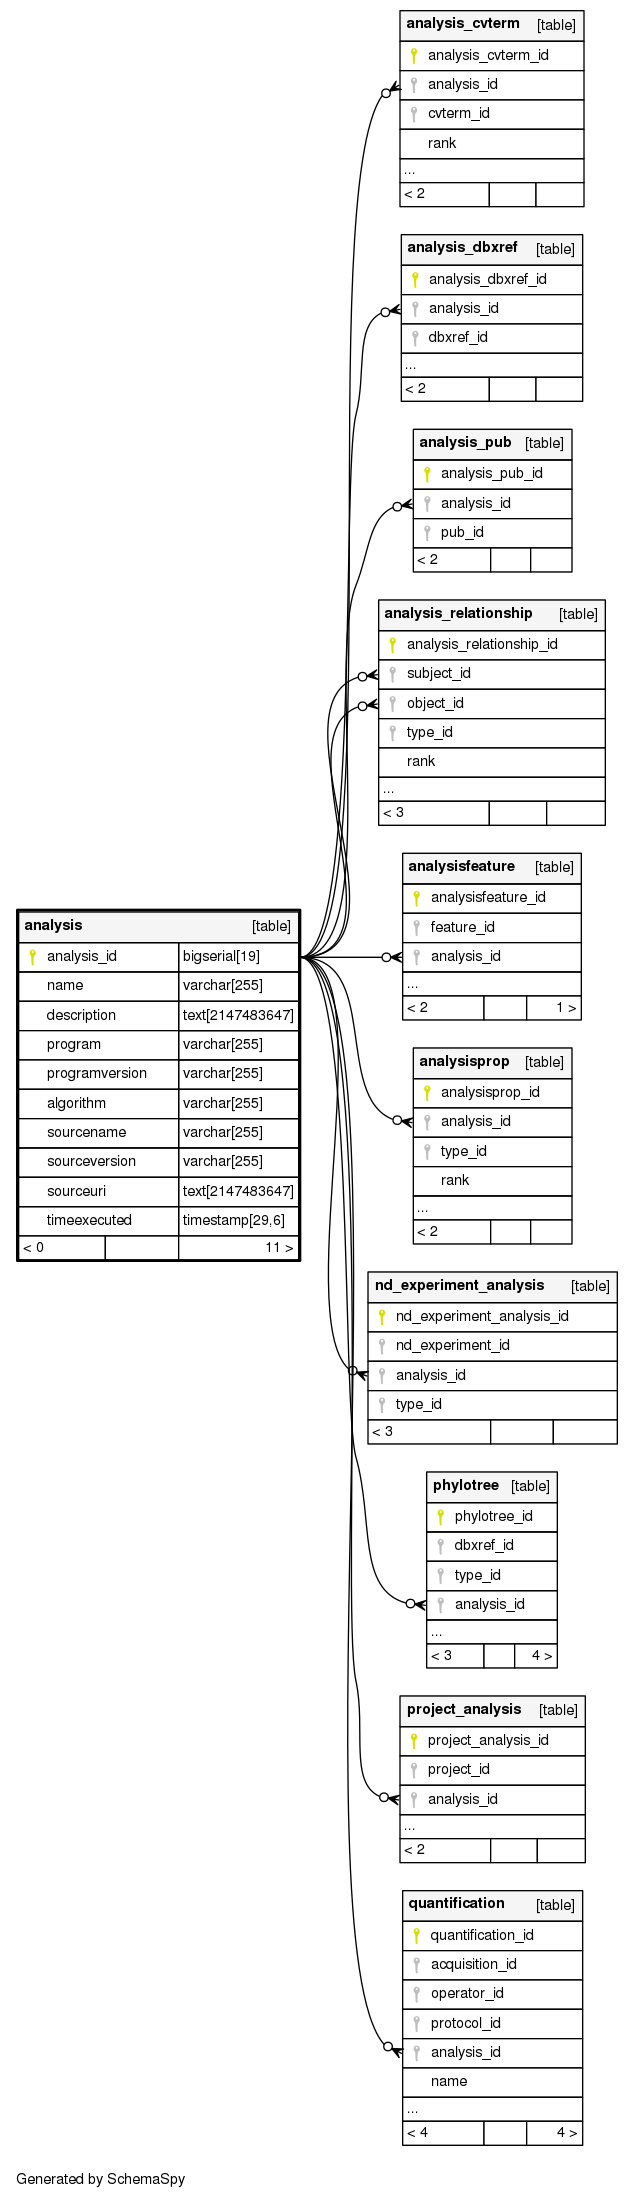 analysis_cvterm [table]
analysis_cvterm_id
analysis_id
cvterm_id
rank
...
< 2
analysis_dbxref [table]
analysis_dbxref_id
analysis_id
dbxref_id
...
< 2
analysis_pub [table]
analysis_pub_id
analysis_id
pub_id
< 2
analysis_relationship [table]
analysis_relationship_id
subject_id
object_id
type_id
rank
...
< 3
analysisfeature [table]
analysisfeature_id
feature_id
analysis_id
...
< 2 1 >
analysis [table]
analysis_id bigserial[19]
name varchar[255]
description text[2147483647]
program varchar[255]
programversion varchar[255]
algorithm varchar[255]
sourcename varchar[255]
sourceversion varchar[255]
sourceuri text[2147483647]
timeexecuted timestamp[29,6]
< 0 11 >
analysisprop [table]
analysisprop_id
analysis_id
type_id
rank
...
< 2
nd_experiment_analysis [table]
nd_experiment_analysis_id
nd_experiment_id
analysis_id
type_id
< 3
phylotree [table]
phylotree_id
dbxref_id
type_id
analysis_id
...
< 3 4 >
project_analysis [table]
project_analysis_id
project_id
analysis_id
...
< 2
quantification [table]
quantification_id
acquisition_id
operator_id
protocol_id
analysis_id
name
...
< 4 4 >
Generated by SchemaSpy